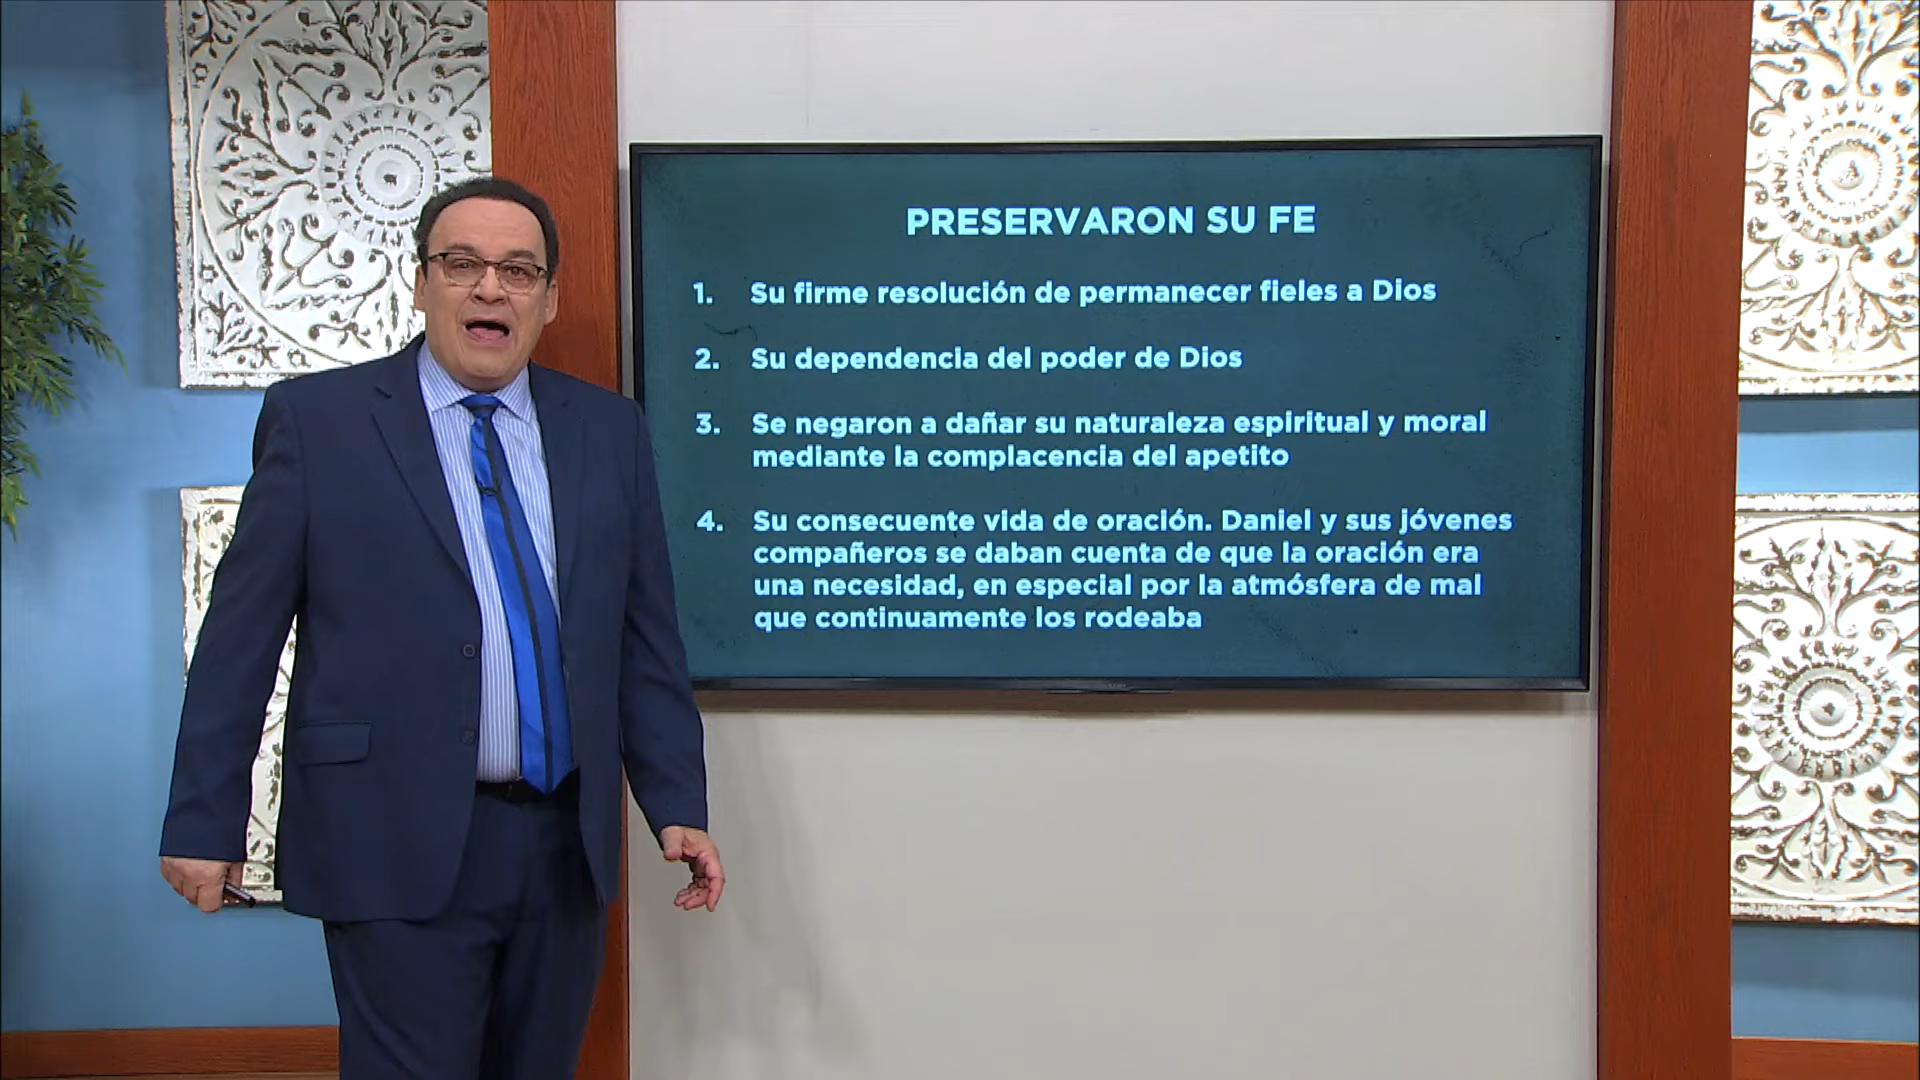 PRESERVARON SU FE
1. Su firme resolución de permanecer fieles a Dios
2. Su dependencia del poder de Dios
3. Se negaron a dañar su naturaleza espiritual y moral
mediante la complacencia del apetito
4. Su consecuente vida de oración. Daniel y sus jóvenes
compañeros se daban cuenta de que la oración era
una necesidad, en especial por la atmósfera de mal
que continuamente los rodeaba